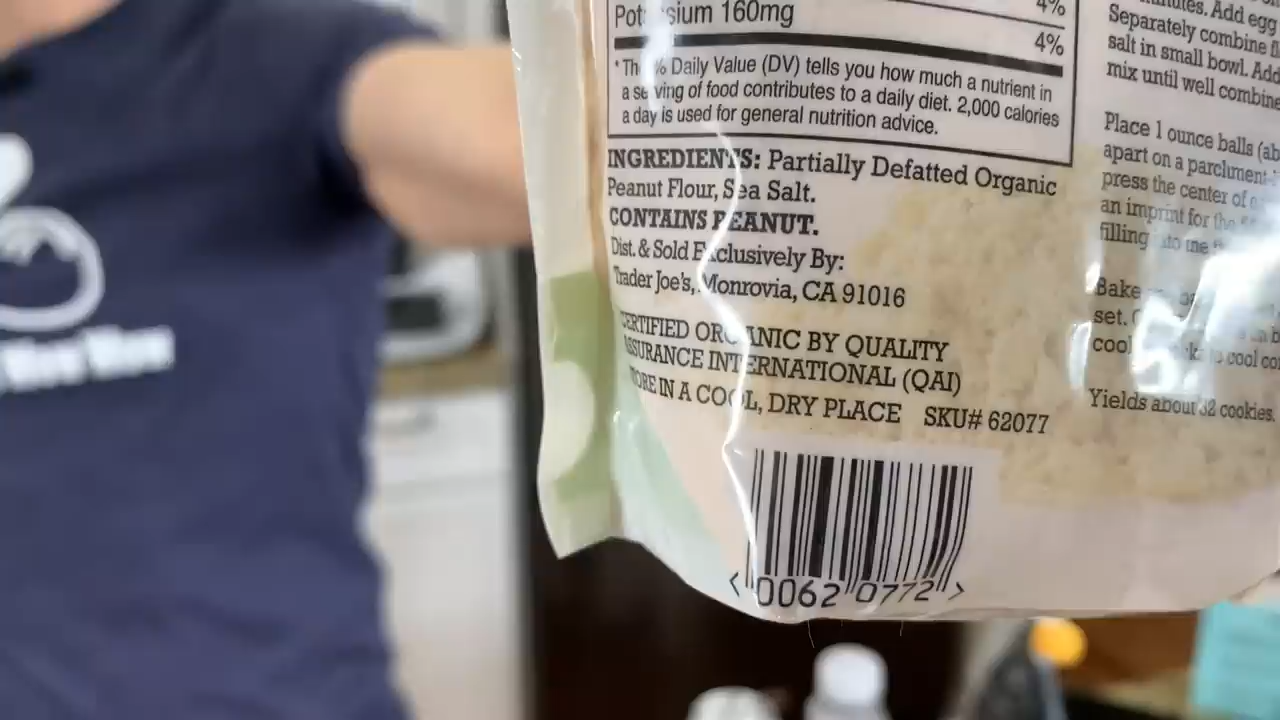 4%
Potassium 160mg
4%
* The % Daily Value (DV) tells you how much a nutrient in
a serving of food contributes to a daily diet. 2,000 calories
a day is used for general nutrition advice.
INGREDIENTS: Partially Defatted Organic
Peanut Flour, Sea Salt.
CONTAINS PEANUT.
Dist. & Sold Exclusively By:
Trader Joe's, Monrovia, CA 91016
CERTIFIED ORGANIC BY QUALITY
ASSURANCE INTERNATIONAL (QAI)
STORE IN A COOL, DRY PLACE SKU# 62077
<0062 0772>
minutes. Add egg
Separately combine
salt in small bowl. Add
mix until well combine
Place 1 ounce balls
apart on a parchment
press the center of
an imprint for the
filling into the
Bake
set.
cool cool
Yields about 32 cookies.